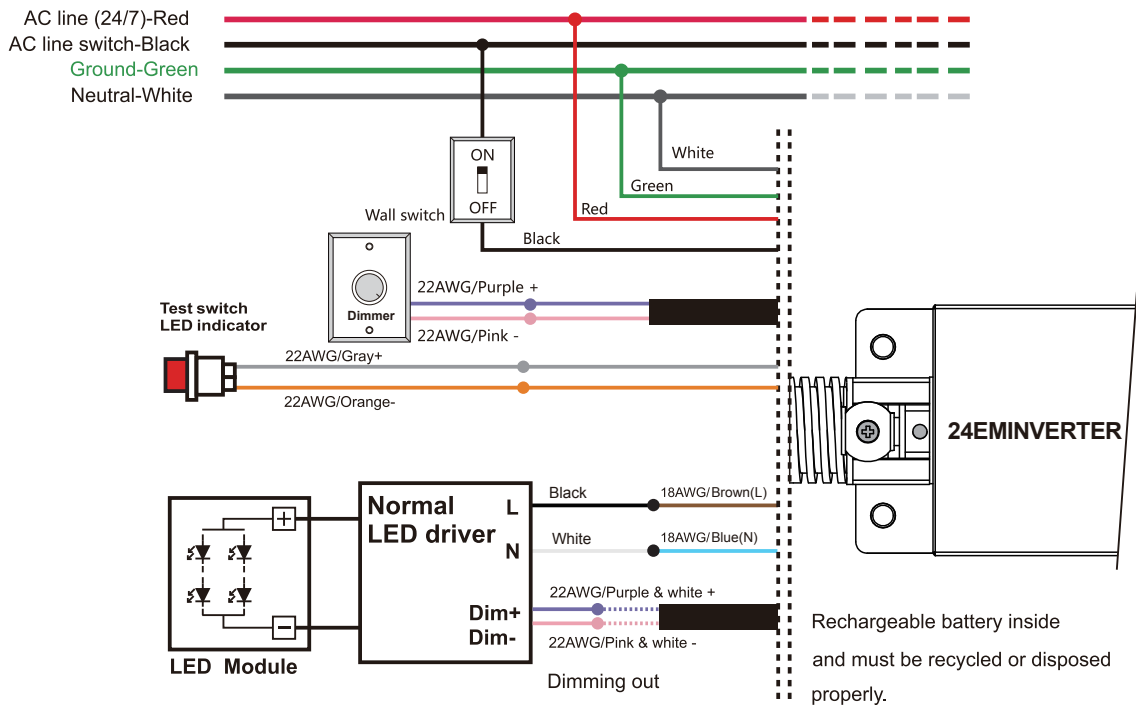 AC line (24/7)-Red
AC line switch-Black
Ground-Green
Neutral-White
White
Green
Red
Black
ON
OFF
Wall switch
Dimmer
22AWG/Purple +
22AWG/Pink -
Test switch
LED indicator
22AWG/Gray+
22AWG/Orange-
24EMINVERTER
Normal
LED driver
L
N
Dim+
Dim-
Black
18AWG/Brown(L)
White
18AWG/Blue(N)
22AWG/Purple & white +
22AWG/Pink & white -
Dimming out
+
−
LED Module
Rechargeable battery inside
and must be recycled or disposed
properly.